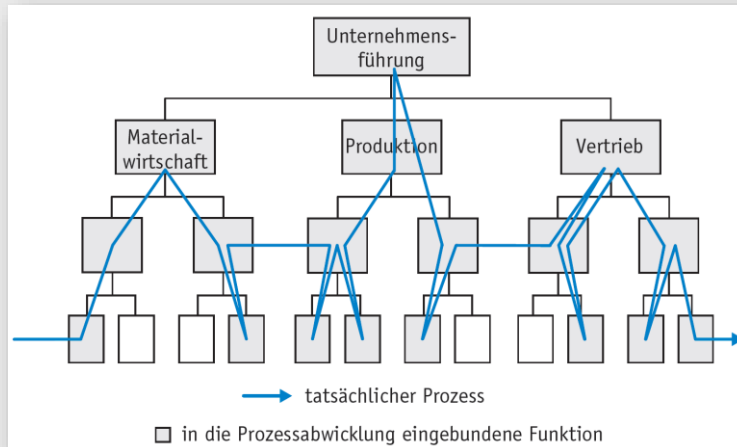 Unternehmens-
führung
Material-
wirtschaft
Produktion
Vertrieb
tatsächlicher Prozess
in die Prozessabwicklung eingebundene Funktion